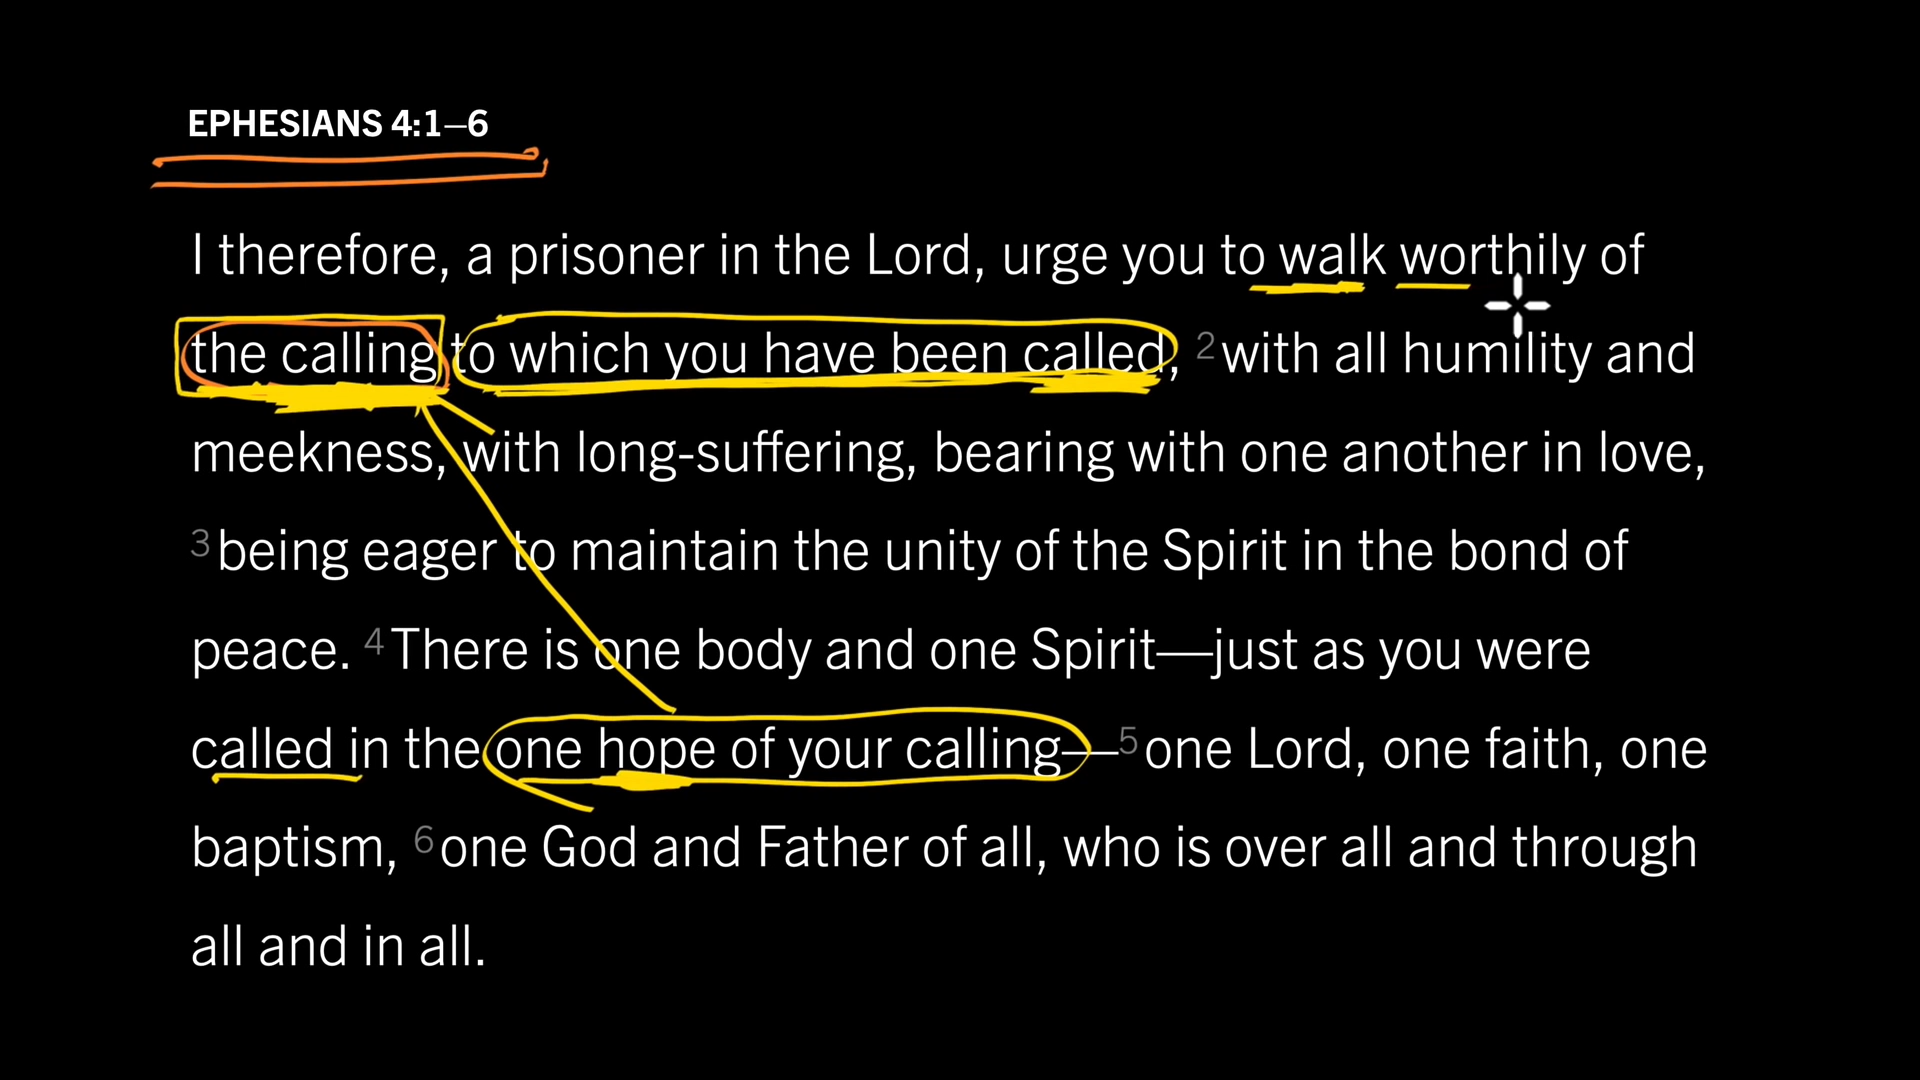 EPHESIANS 4:1–6
I therefore, a prisoner in the Lord, urge you to walk worthily of
the calling to which you have been called, 2 with all humility and
meekness, with long-suffering, bearing with one another in love,
3 being eager to maintain the unity of the Spirit in the bond of
peace. 4 There is one body and one Spirit—just as you were
called in the one hope of your calling—5 one Lord, one faith, one
baptism, 6 one God and Father of all, who is over all and through
all and in all.